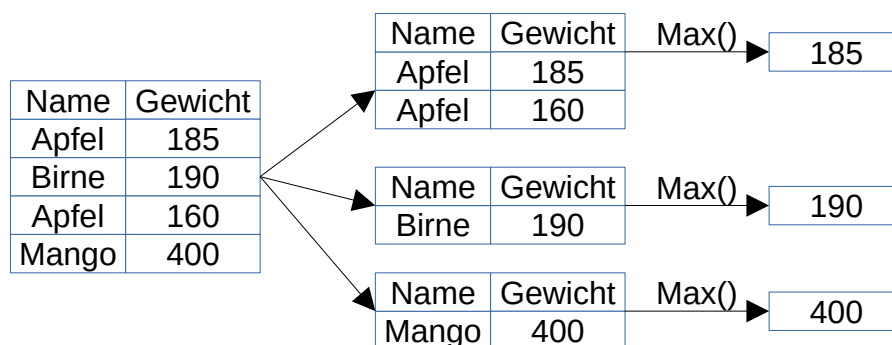 Name Gewicht
Apfel 185
Birne 190
Apfel 160
Mango 400
Name Gewicht
Apfel 185
Apfel 160
Max()
185
Name Gewicht
Birne 190
Max()
190
Name Gewicht
Mango 400
Max()
400